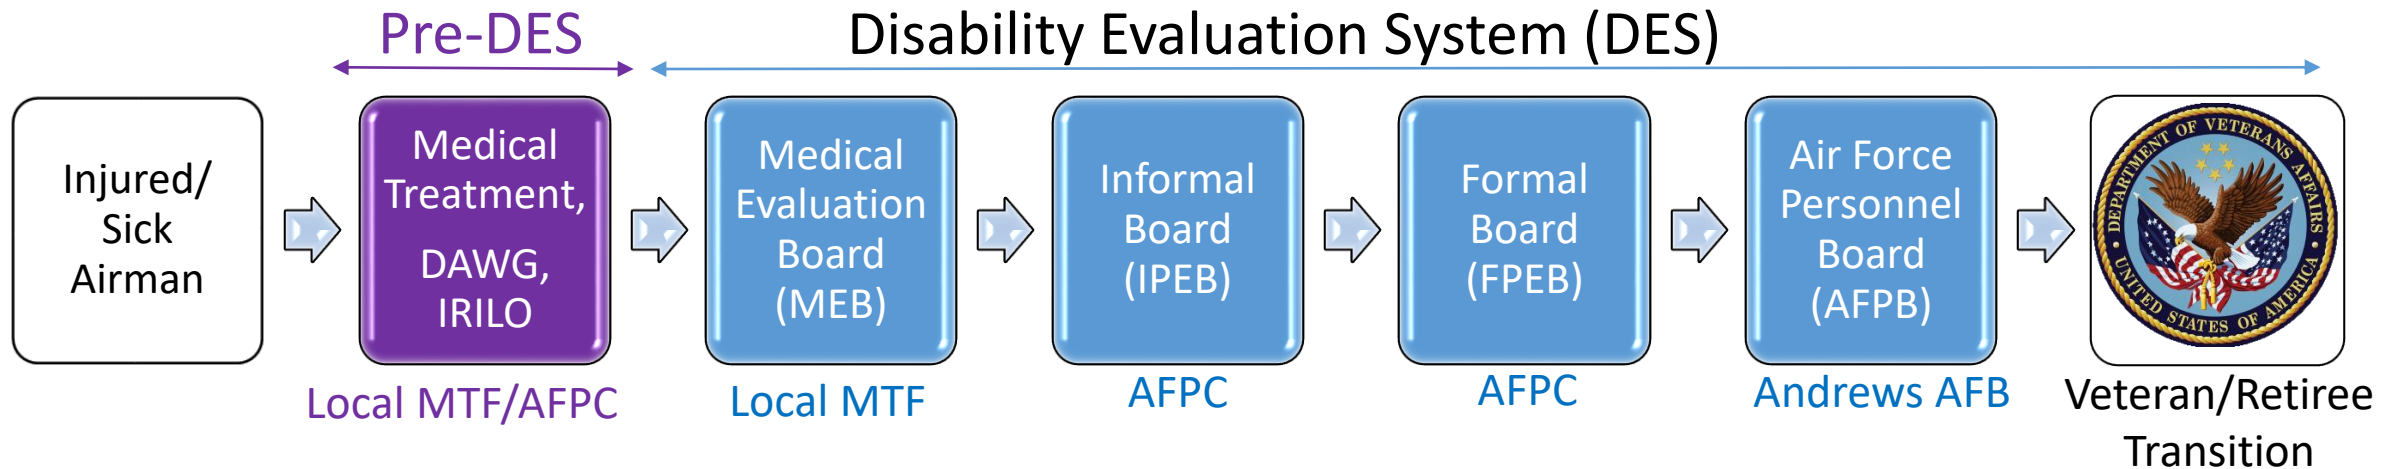 Pre-DES
Disability Evaluation System (DES)
Injured/
Sick
Airman
Medical
Treatment,
DAWG,
IRILO
Local MTF/AFPC
Medical
Evaluation
Board
(MEB)
Local MTF
Informal
Board
(IPEB)
AFPC
Formal
Board
(FPEB)
AFPC
Air Force
Personnel
Board
(AFPB)
Andrews AFB
DEPARTMENT OF VETERANS AFFAIRS
UNITED STATES OF AMERICA
Veteran/Retiree
Transition